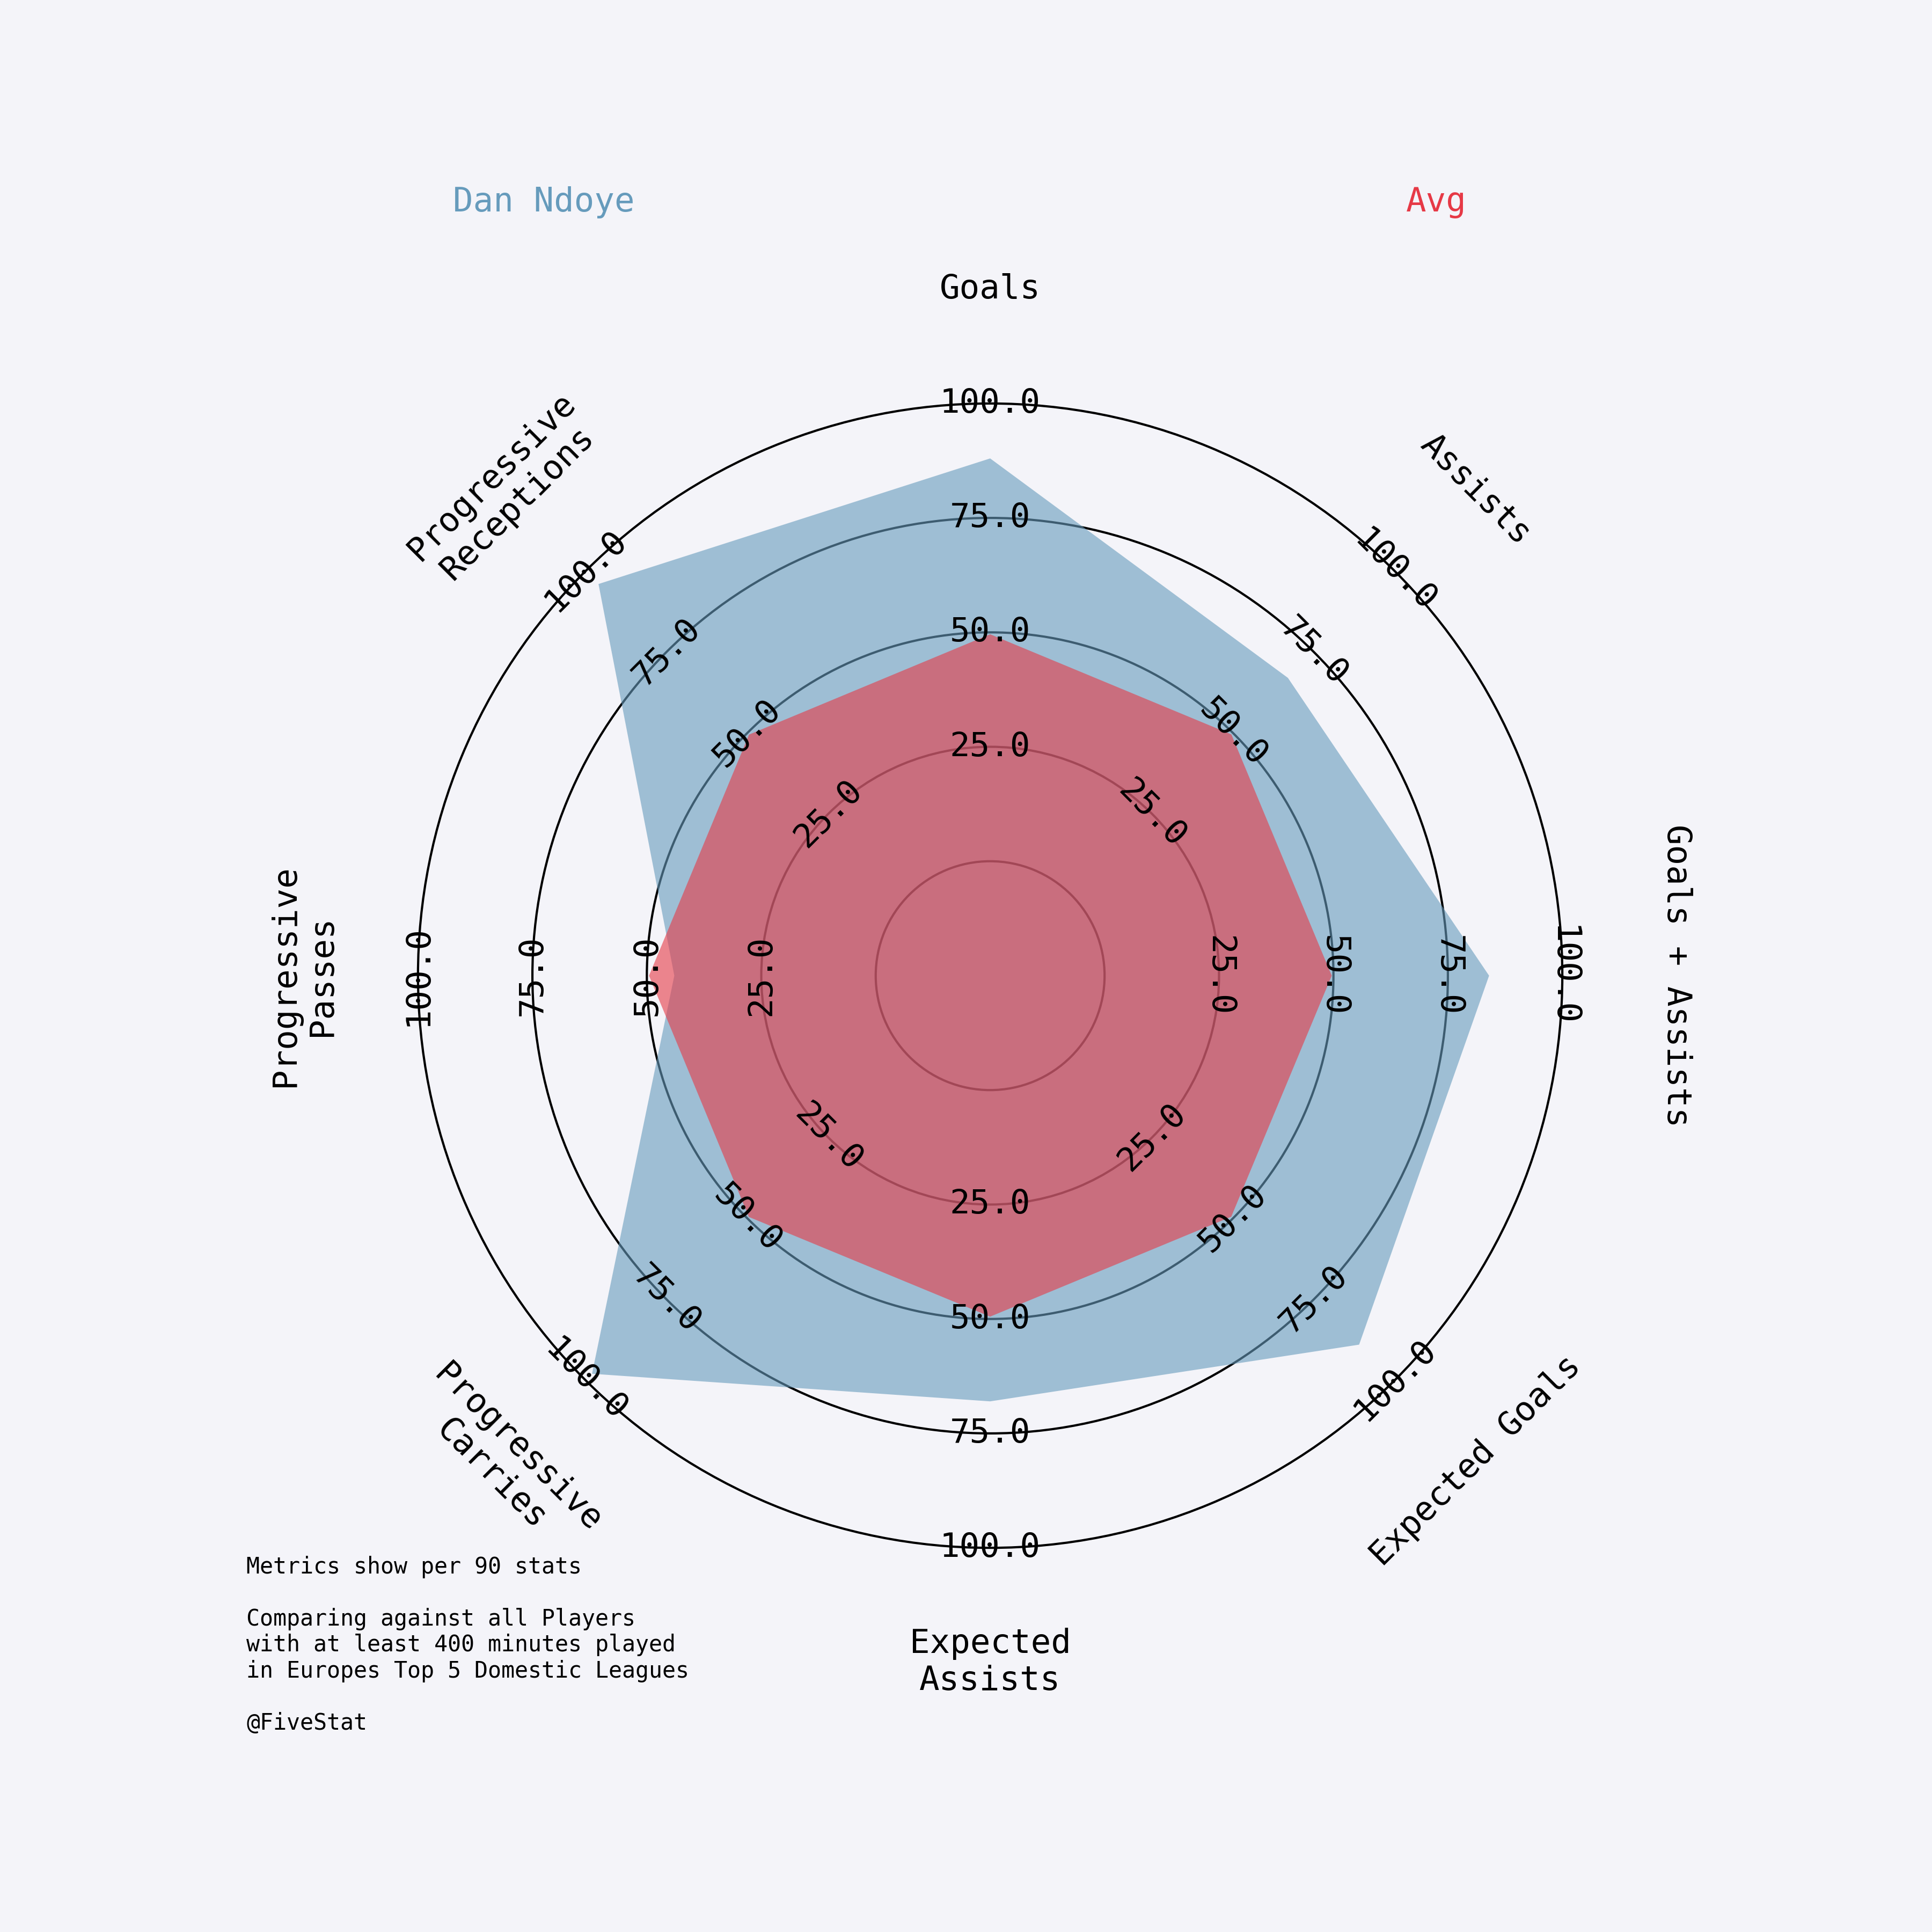 Dan Ndoye
Avg
Goals
Assists
Goals + Assists
Expected Goals
Expected
Assists
Progressive
Carries
Progressive
Passes
Progressive
Receptions
25.0
50.0
75.0
100.0
25.0
50.0
75.0
100.0
25.0
50.0
75.0
100.0
25.0
50.0
75.0
100.0
25.0
50.0
75.0
100.0
25.0
50.0
75.0
100.0
25.0
50.0
75.0
100.0
25.0
50.0
75.0
100.0
Metrics show per 90 stats
Comparing against all Players
with at least 400 minutes played
in Europes Top 5 Domestic Leagues
@FiveStat